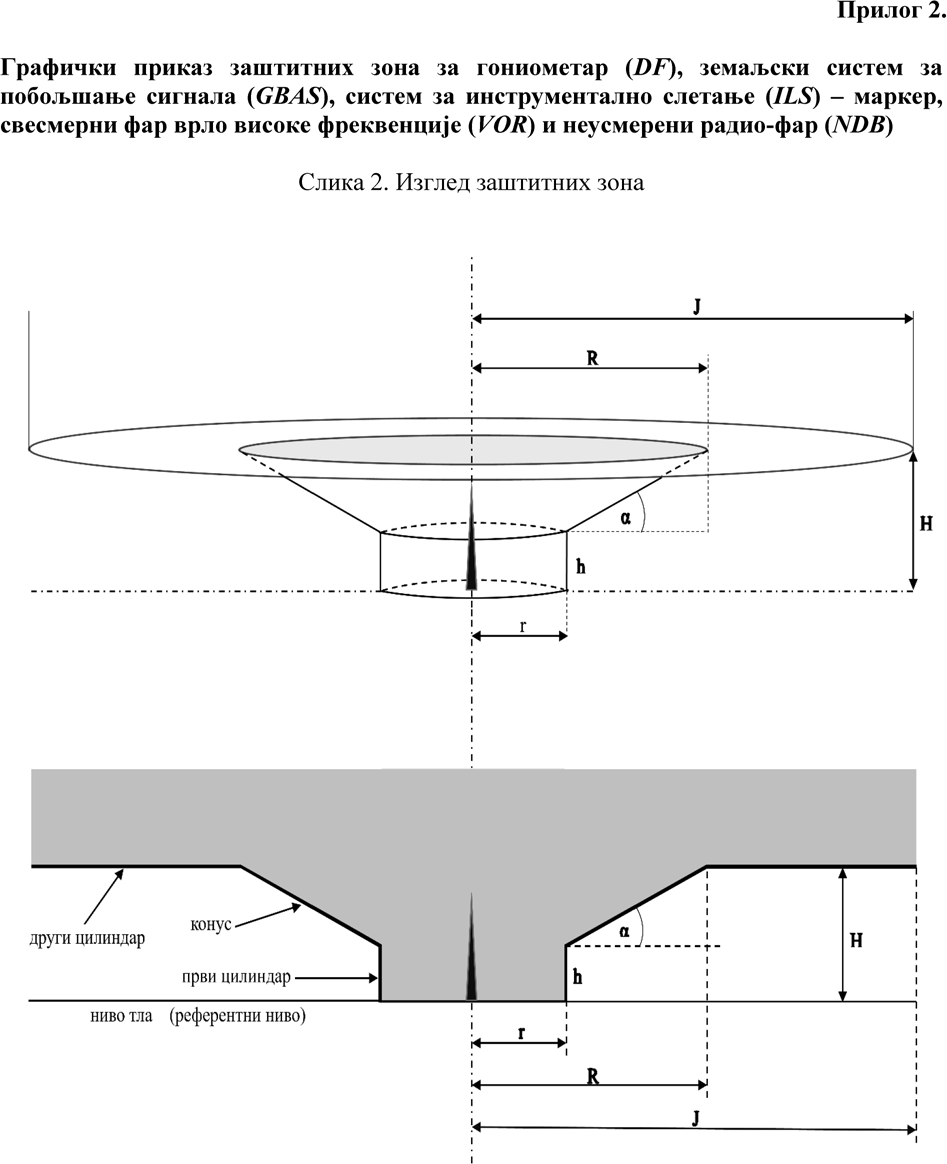 Прилог 2.
Графички приказ заштитних зона за гониометар (DF), земаљски систем за
побољшање сигнала (GBAS), систем за инструментално слетање (ILS) – маркер,
свесмерни фар врло високе фреквенције (VOR) и неусмерени радио-фар (NDB)
Слика 2. Изглед заштитних зона
J
R
α
H
h
r
други цилиндар
конус
α
H
први цилиндар
h
ниво тла (референтни ниво)
r
R
J